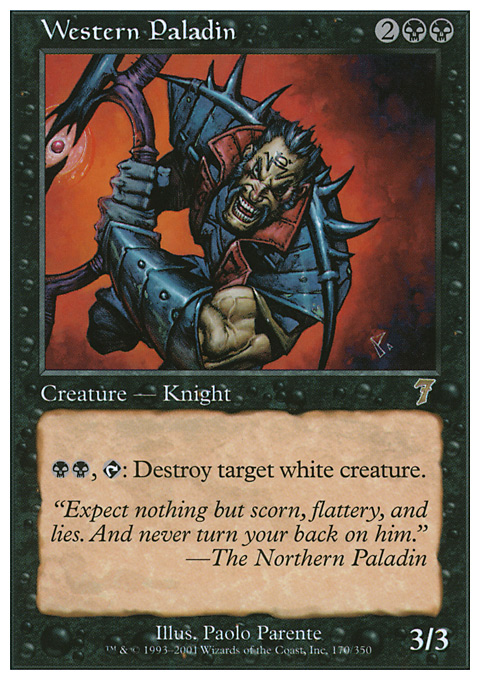 Western Paladin 2
Creature — Knight
, : Destroy target white creature.
“Expect nothing but scorn, flattery, and
lies. And never turn your back on him.”
—The Northern Paladin
Illus. Paolo Parente
™ & © 1993–2001 Wizards of the Coast, Inc. 170/350
3/3